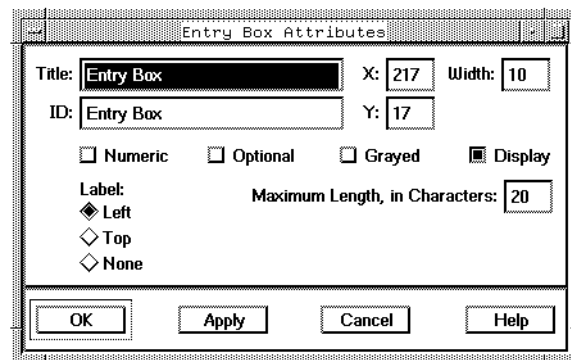 Entry Box Attributes
Title: Entry Box X: 217 Width: 10
ID: Entry Box Y: 17
Numeric Optional Grayed Display
Label: Maximum Length, in Characters: 20
Left
Top
None
OK Apply Cancel Help